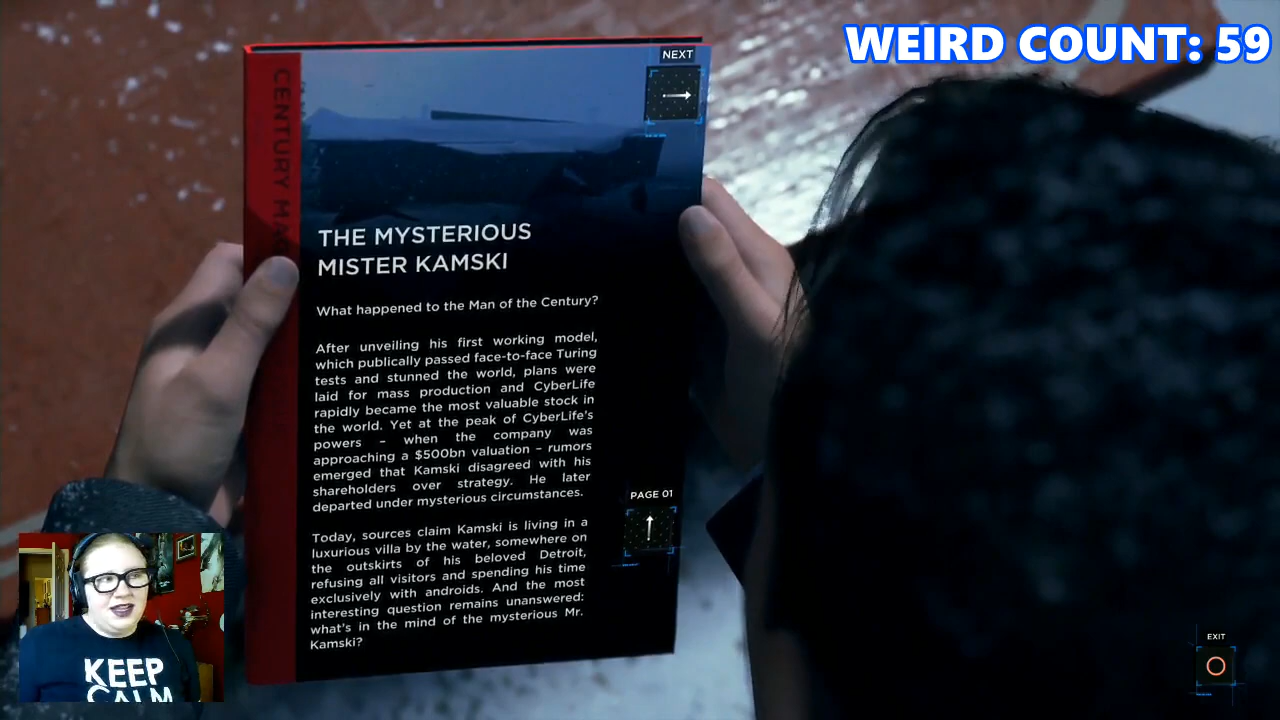 WEIRD COUNT: 59
NEXT
CENTURY MAG
THE MYSTERIOUS
MISTER KAMSKI
What happened to the Man of the Century?
After unveiling his first working model,
which publically passed face-to-face Turing
tests and stunned the world, plans were
laid for mass production and CyberLife
rapidly became the most valuable stock in
the world. Yet at the peak of CyberLife's
powers – when the company was
approaching a $500bn valuation – rumors
emerged that Kamski disagreed with his
shareholders over strategy. He later
departed under mysterious circumstances.
PAGE 01
Today, sources claim Kamski is living in a
luxurious villa by the water, somewhere on
the outskirts of his beloved Detroit,
refusing all visitors and spending his time
exclusively with androids. And the most
interesting question remains unanswered:
what's in the mind of the mysterious Mr.
Kamski?
EXIT
KEEP
CALM